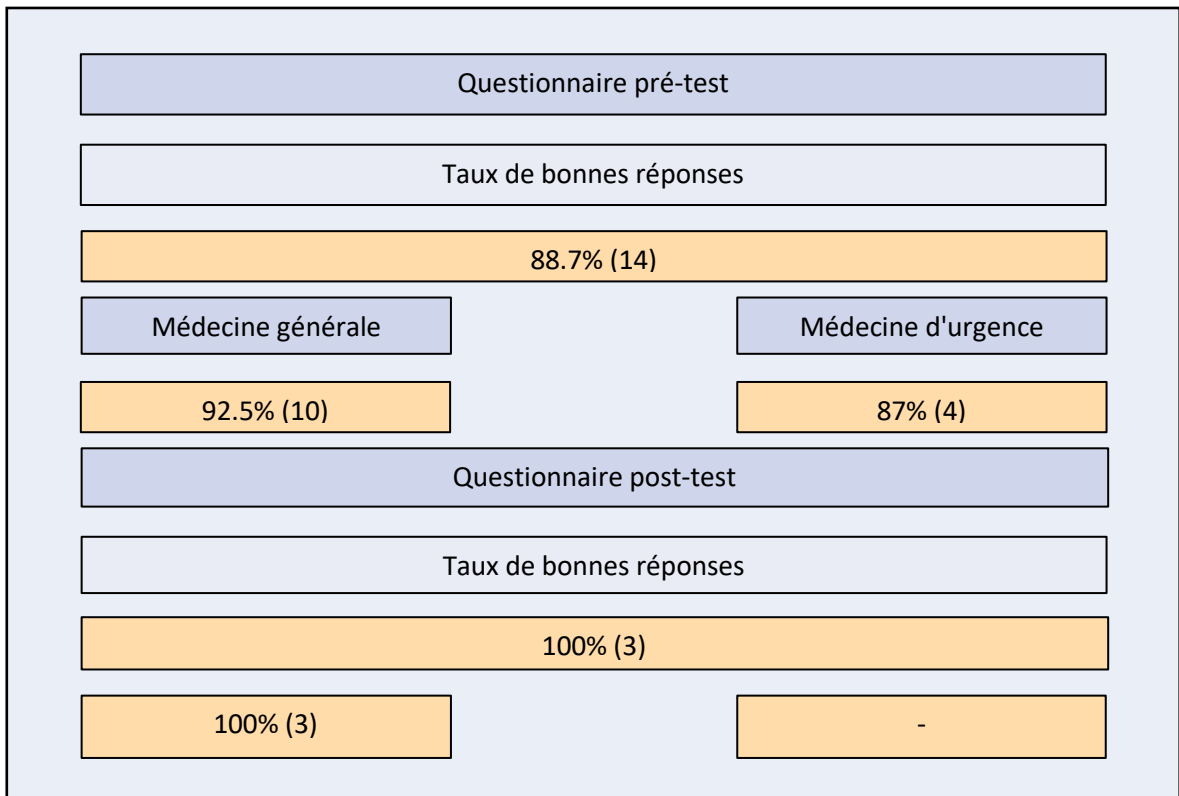 Questionnaire pré-test
Taux de bonnes réponses
88.7% (14)
Médecine générale
Médecine d'urgence
92.5% (10)
87% (4)
Questionnaire post-test
Taux de bonnes réponses
100% (3)
100% (3)
-